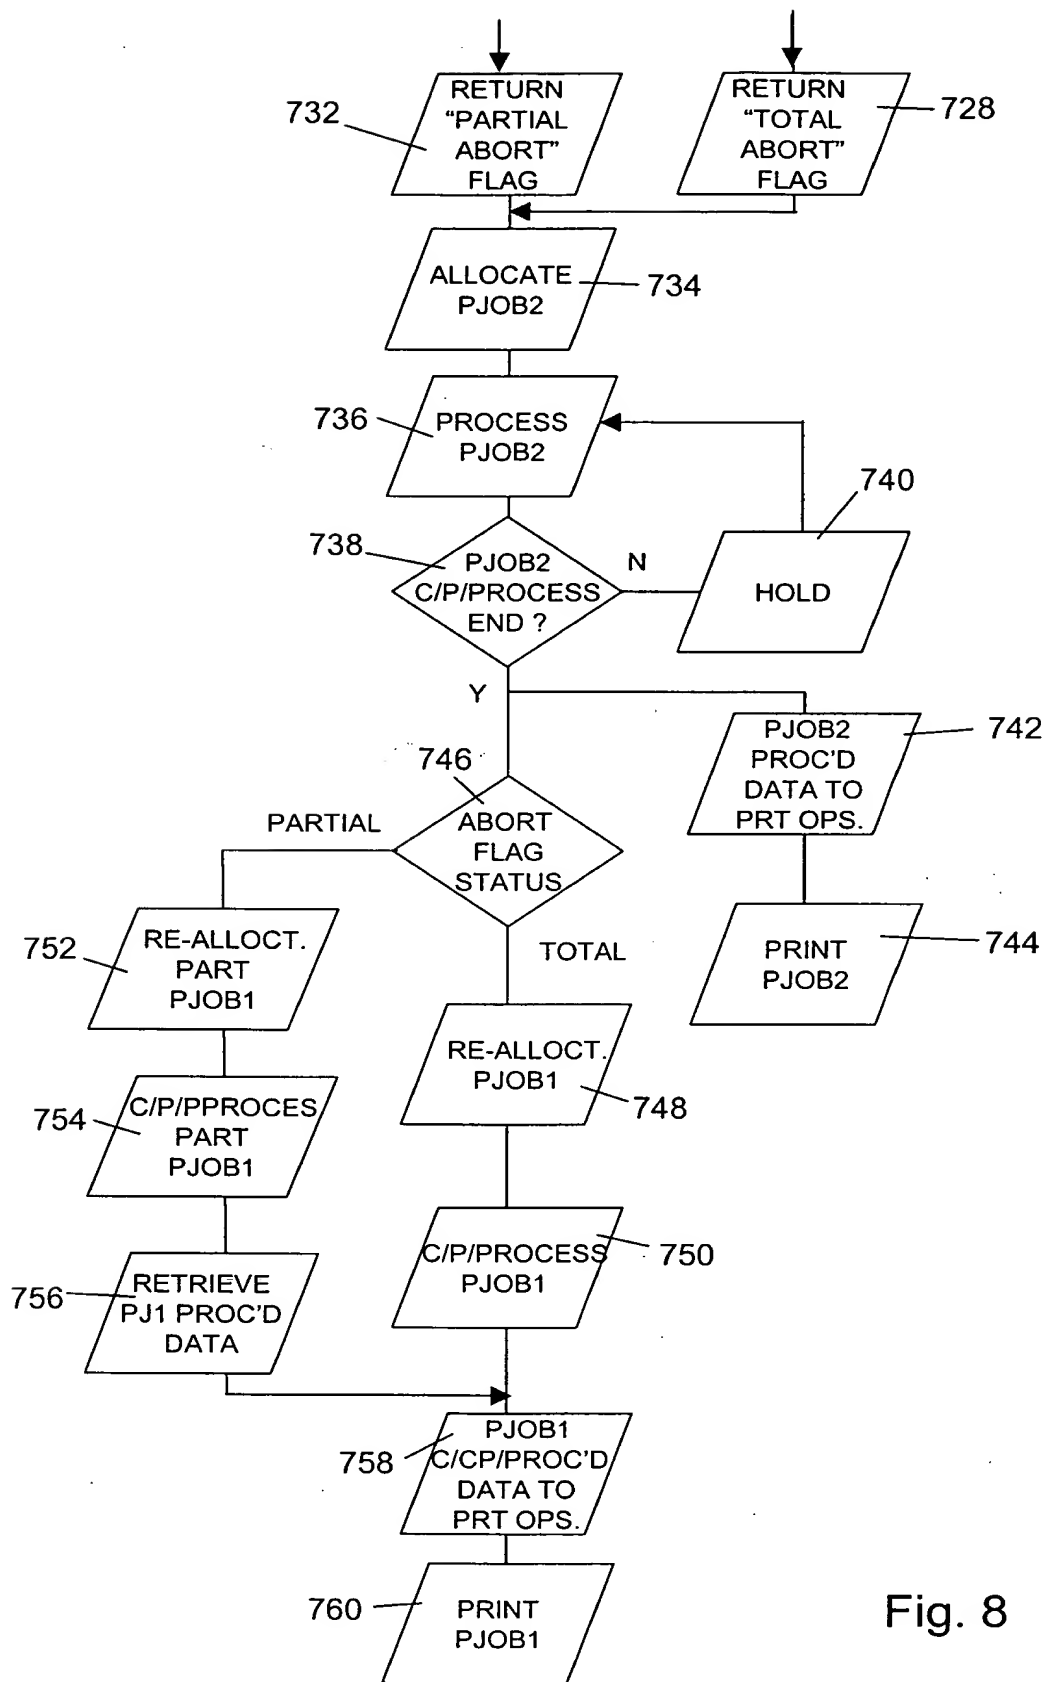 732
RETURN
“PARTIAL
ABORT”
FLAG
RETURN
“TOTAL
ABORT”
FLAG
728
ALLOCATE
PJOB2
734
736
PROCESS
PJOB2
740
738
PJOB2
C/P/PROCESS
END ?
N
HOLD
Y
PJOB2
PROC'D
DATA TO
PRT OPS.
742
746
PARTIAL
ABORT
FLAG
STATUS
752
RE-ALLOCT.
PART
PJOB1
TOTAL
PRINT
PJOB2
744
RE-ALLOCT.
PJOB1
748
754
C/P/PPROCES
PART
PJOB1
C/P/PROCESS
PJOB1
750
756
RETRIEVE
PJ1 PROC'D
DATA
758
PJOB1
C/CP/PROC'D
DATA TO
PRT OPS.
760
PRINT
PJOB1
Fig. 8